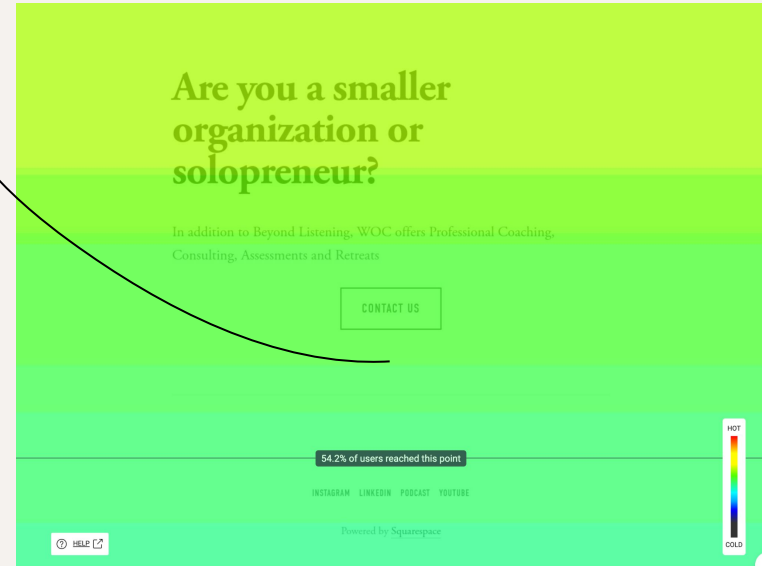 Are you a smaller
organization or
solopreneur?
In addition to Beyond Listening, WOC offers Professional Coaching,
Consulting, Assessments and Retreats
CONTACT US
HOT
54.2% of users reached this point
INSTAGRAM LINKEDIN PODCAST YOUTUBE
Powered by Squarespace
HELP
COLD